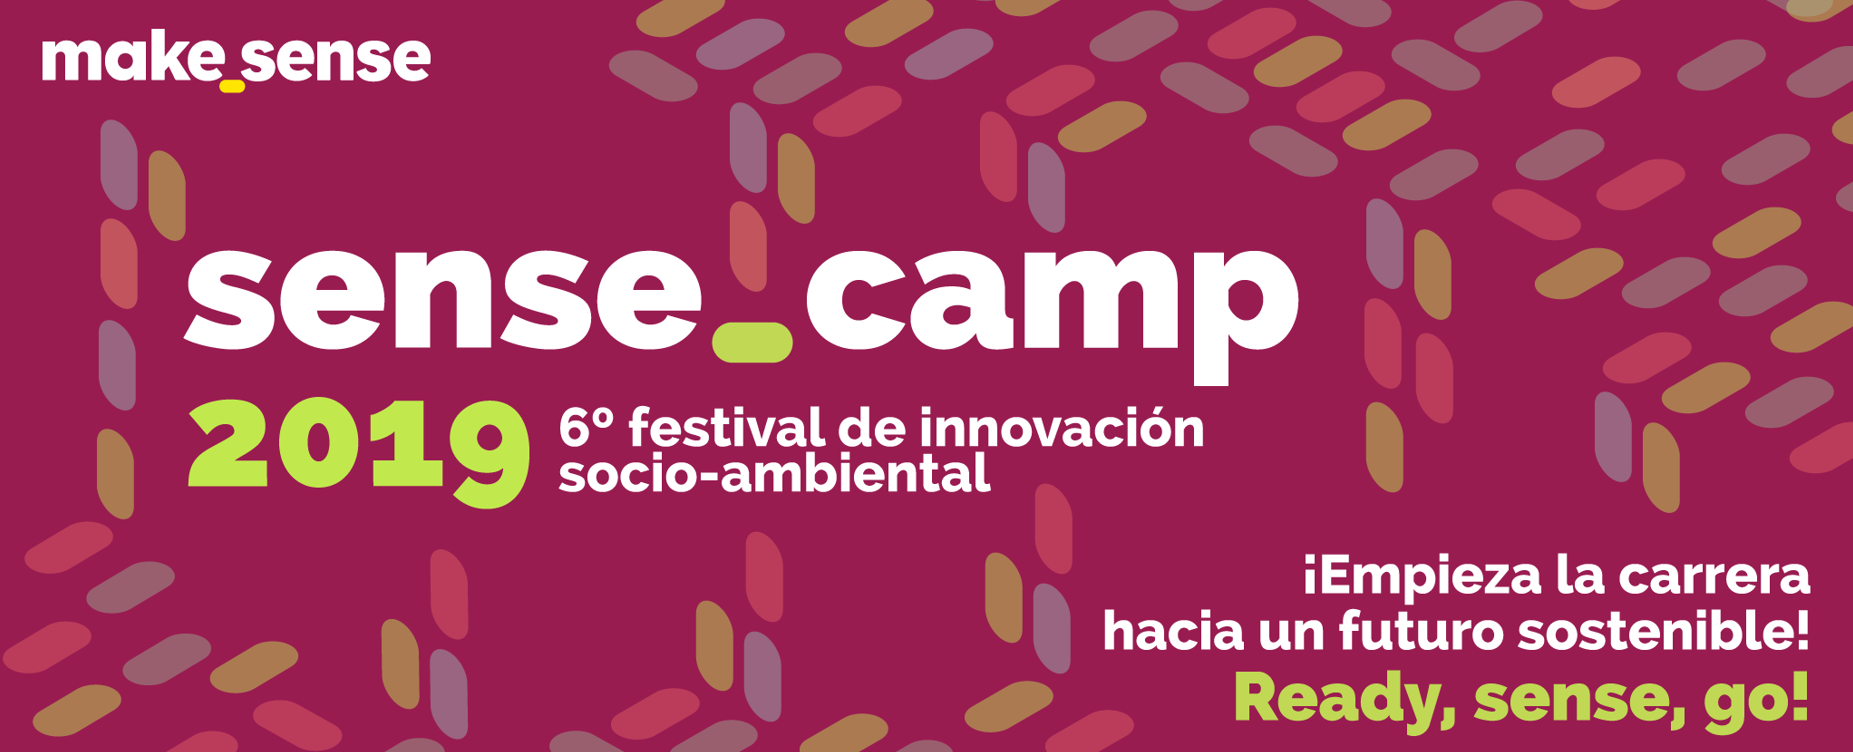 make_sense
sense_camp
2019
6º festival de innovación
socio-ambiental
¡Empieza la carrera
hacia un futuro sostenible!
Ready, sense, go!